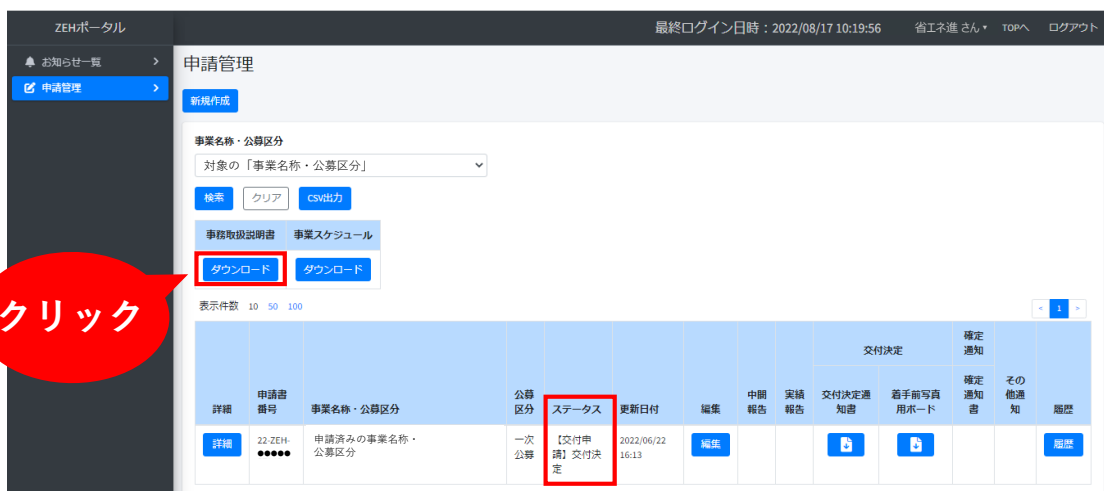 ZEHポータル
最終ログイン日時：2022/08/17 10:19:56 省エネ進 さん▾ TOPへ ログアウト
お知らせ一覧 >
申請管理 >
申請管理
新規作成
事業名称・公募区分
対象の「事業名称・公募区分」
検索 クリア CSV出力
事務取扱説明書 事業スケジュール
ダウンロード ダウンロード
クリック
表示件数 10 50 100
< 1 >
交付決定 確定
通知
詳細 申請書
番号 事業名称・公募区分 公募
区分 ステータス 更新日付 編集 中間
報告 実績
報告 交付決定通
知書 着手前写真
用ボード 確定
通知
書 その
他通
知 履歴
詳細 22-ZEH-
●●●●● 申請済みの事業名称・
公募区分 一次
公募 【交付申
請】交付決
定 2022/06/22
16:13 編集 履歴